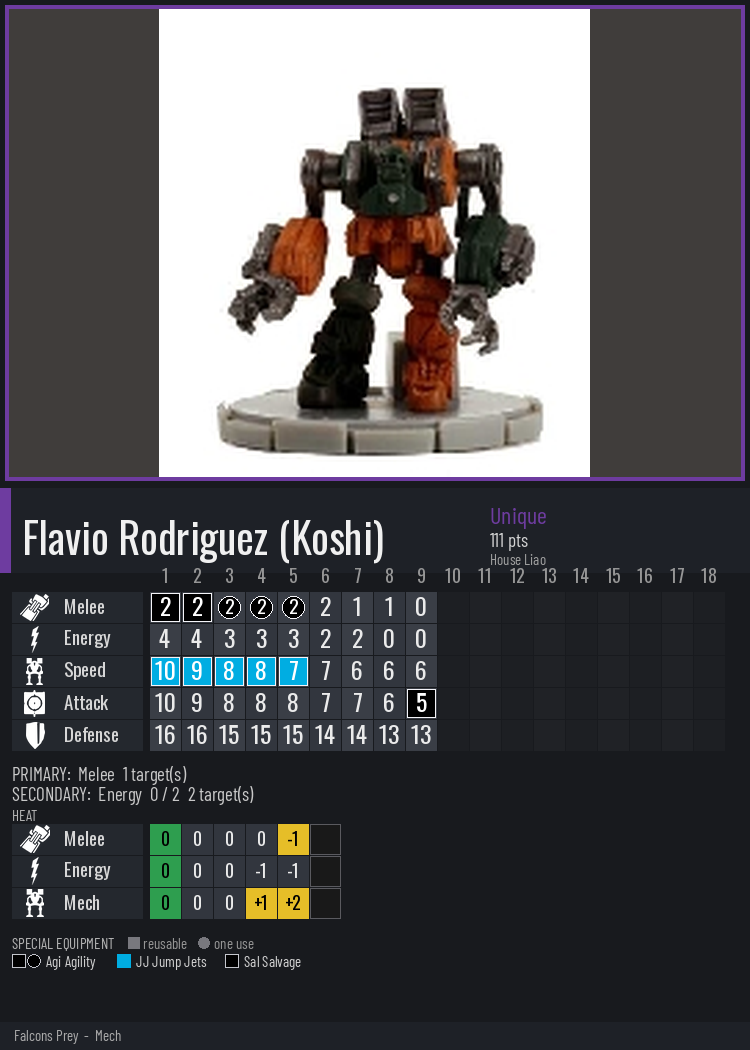 Flavio Rodriguez (Koshi)
Unique
111 pts
House Liao
1 2 3 4 5 6 7 8 9 10 11 12 13 14 15 16 17 18
Melee 2 2 2 2 2 2 1 1 0
Energy 4 4 3 3 3 2 2 0 0
Speed 10 9 8 8 7 7 6 6 6
Attack 10 9 8 8 8 7 7 6 5
Defense 16 16 15 15 15 14 14 13 13
PRIMARY: Melee 1 target(s)
SECONDARY: Energy 0 / 2 2 target(s)
HEAT
Melee 0 0 0 0 -1
Energy 0 0 0 -1 -1
Mech 0 0 0 +1 +2
SPECIAL EQUIPMENT reusable one use
Agi Agility JJ Jump Jets Sal Salvage
Falcons Prey - Mech